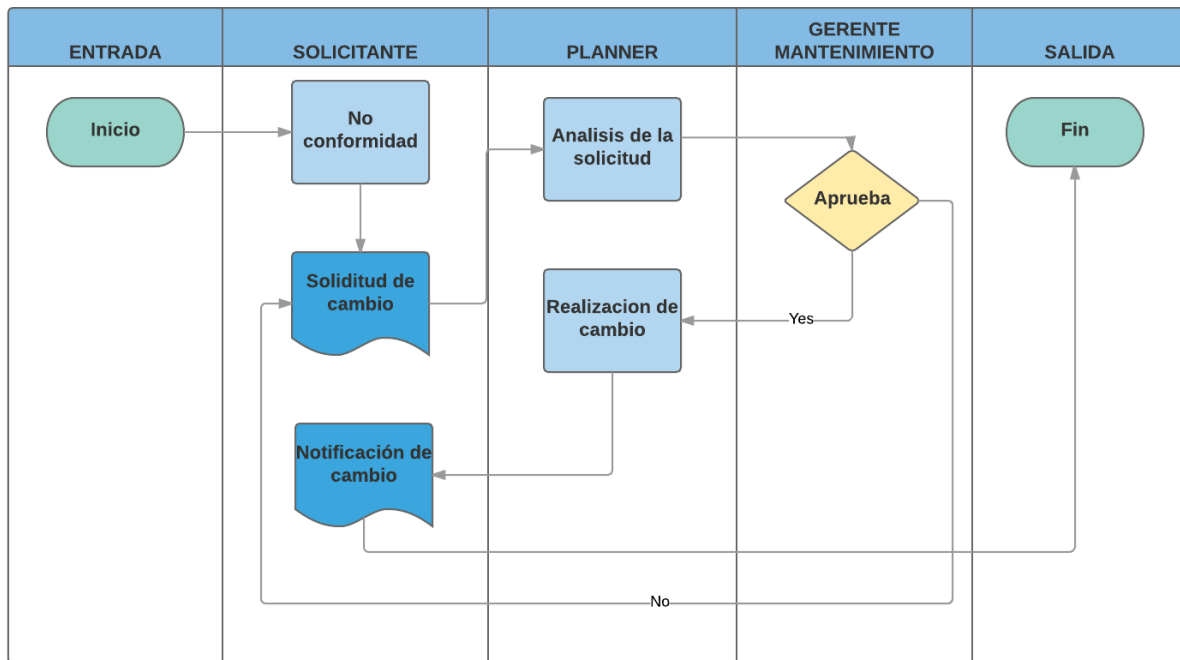 ENTRADA
SOLICITANTE
PLANNER
GERENTE
MANTENIMIENTO
SALIDA
Inicio
No
conformidad
Analisis de la
solicitud
Aprueba
Fin
Soliditud de
cambio
Realizacion de
cambio
Yes
Notificación de
cambio
No